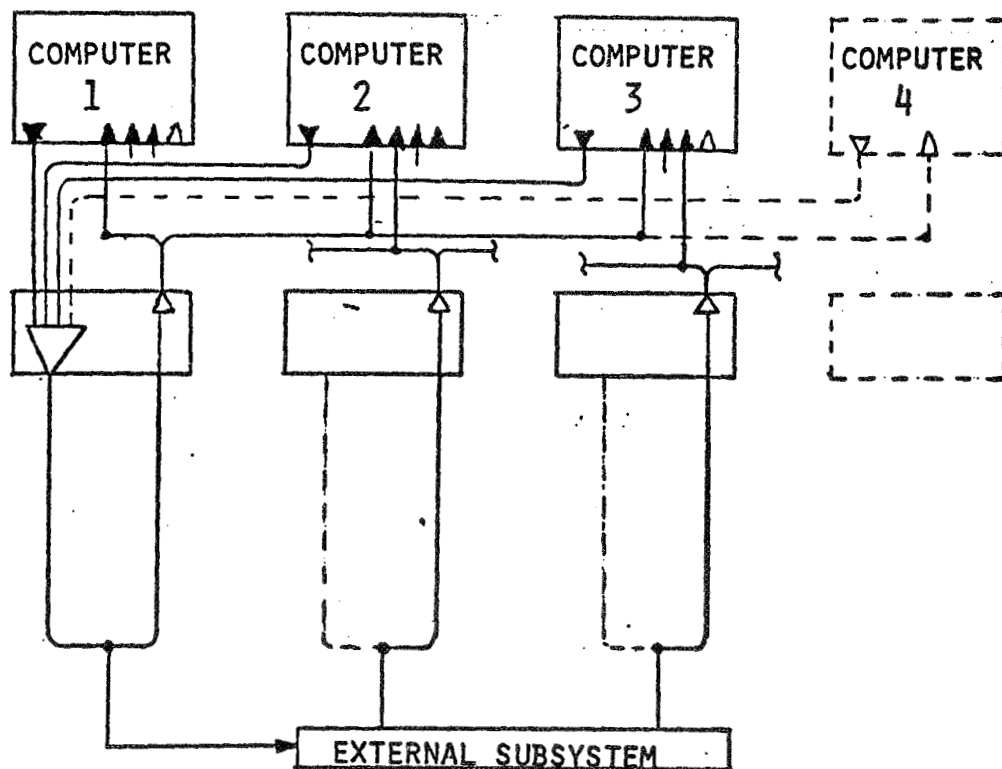 COMPUTER
1
COMPUTER
2
COMPUTER
3
COMPUTER
4
EXTERNAL SUBSYSTEM